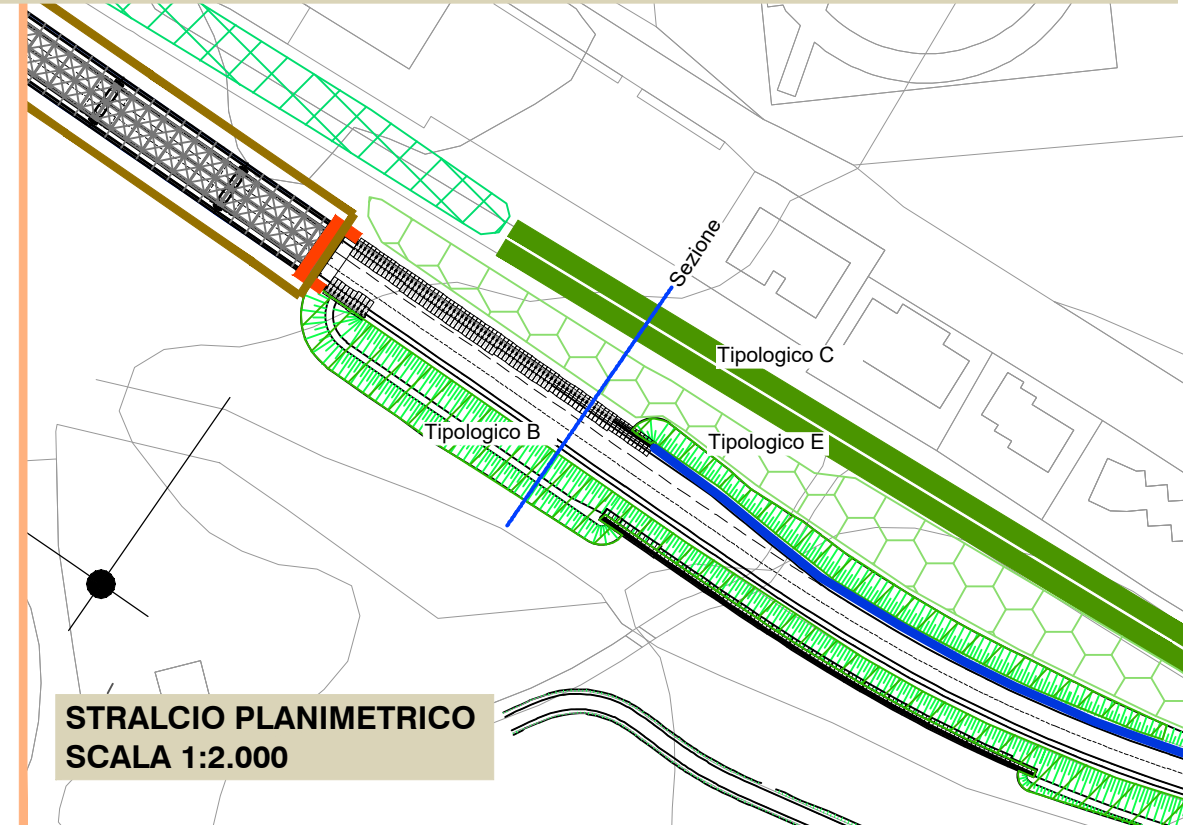 Sezione
Tipologico C
Tipologico B
Tipologico E
STRALCIO PLANIMETRICO
SCALA 1:2.000